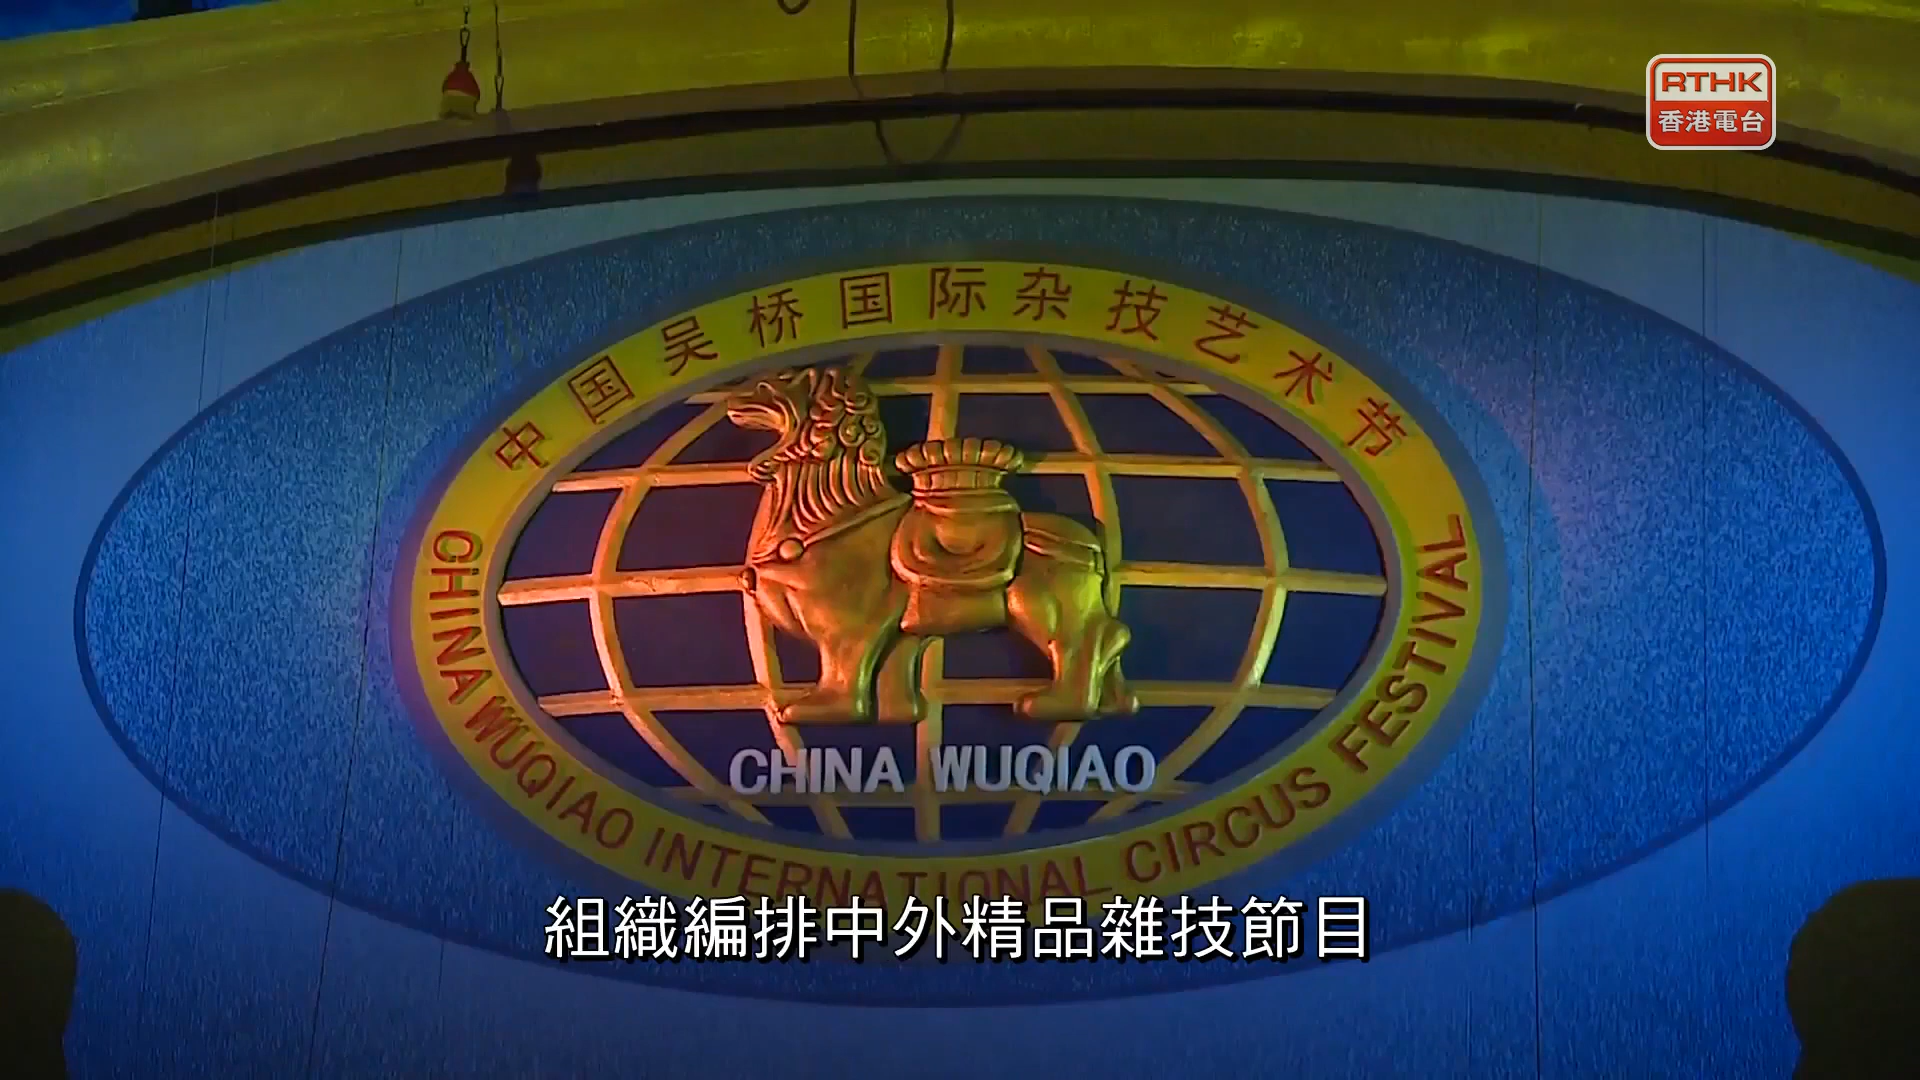 RTHK
香港電台
中国吴桥国际杂技艺术节
CHINA WUQIAO
CHINA WUQIAO INTERNATIONAL CIRCUS FESTIVAL
組織編排中外精品雜技節目